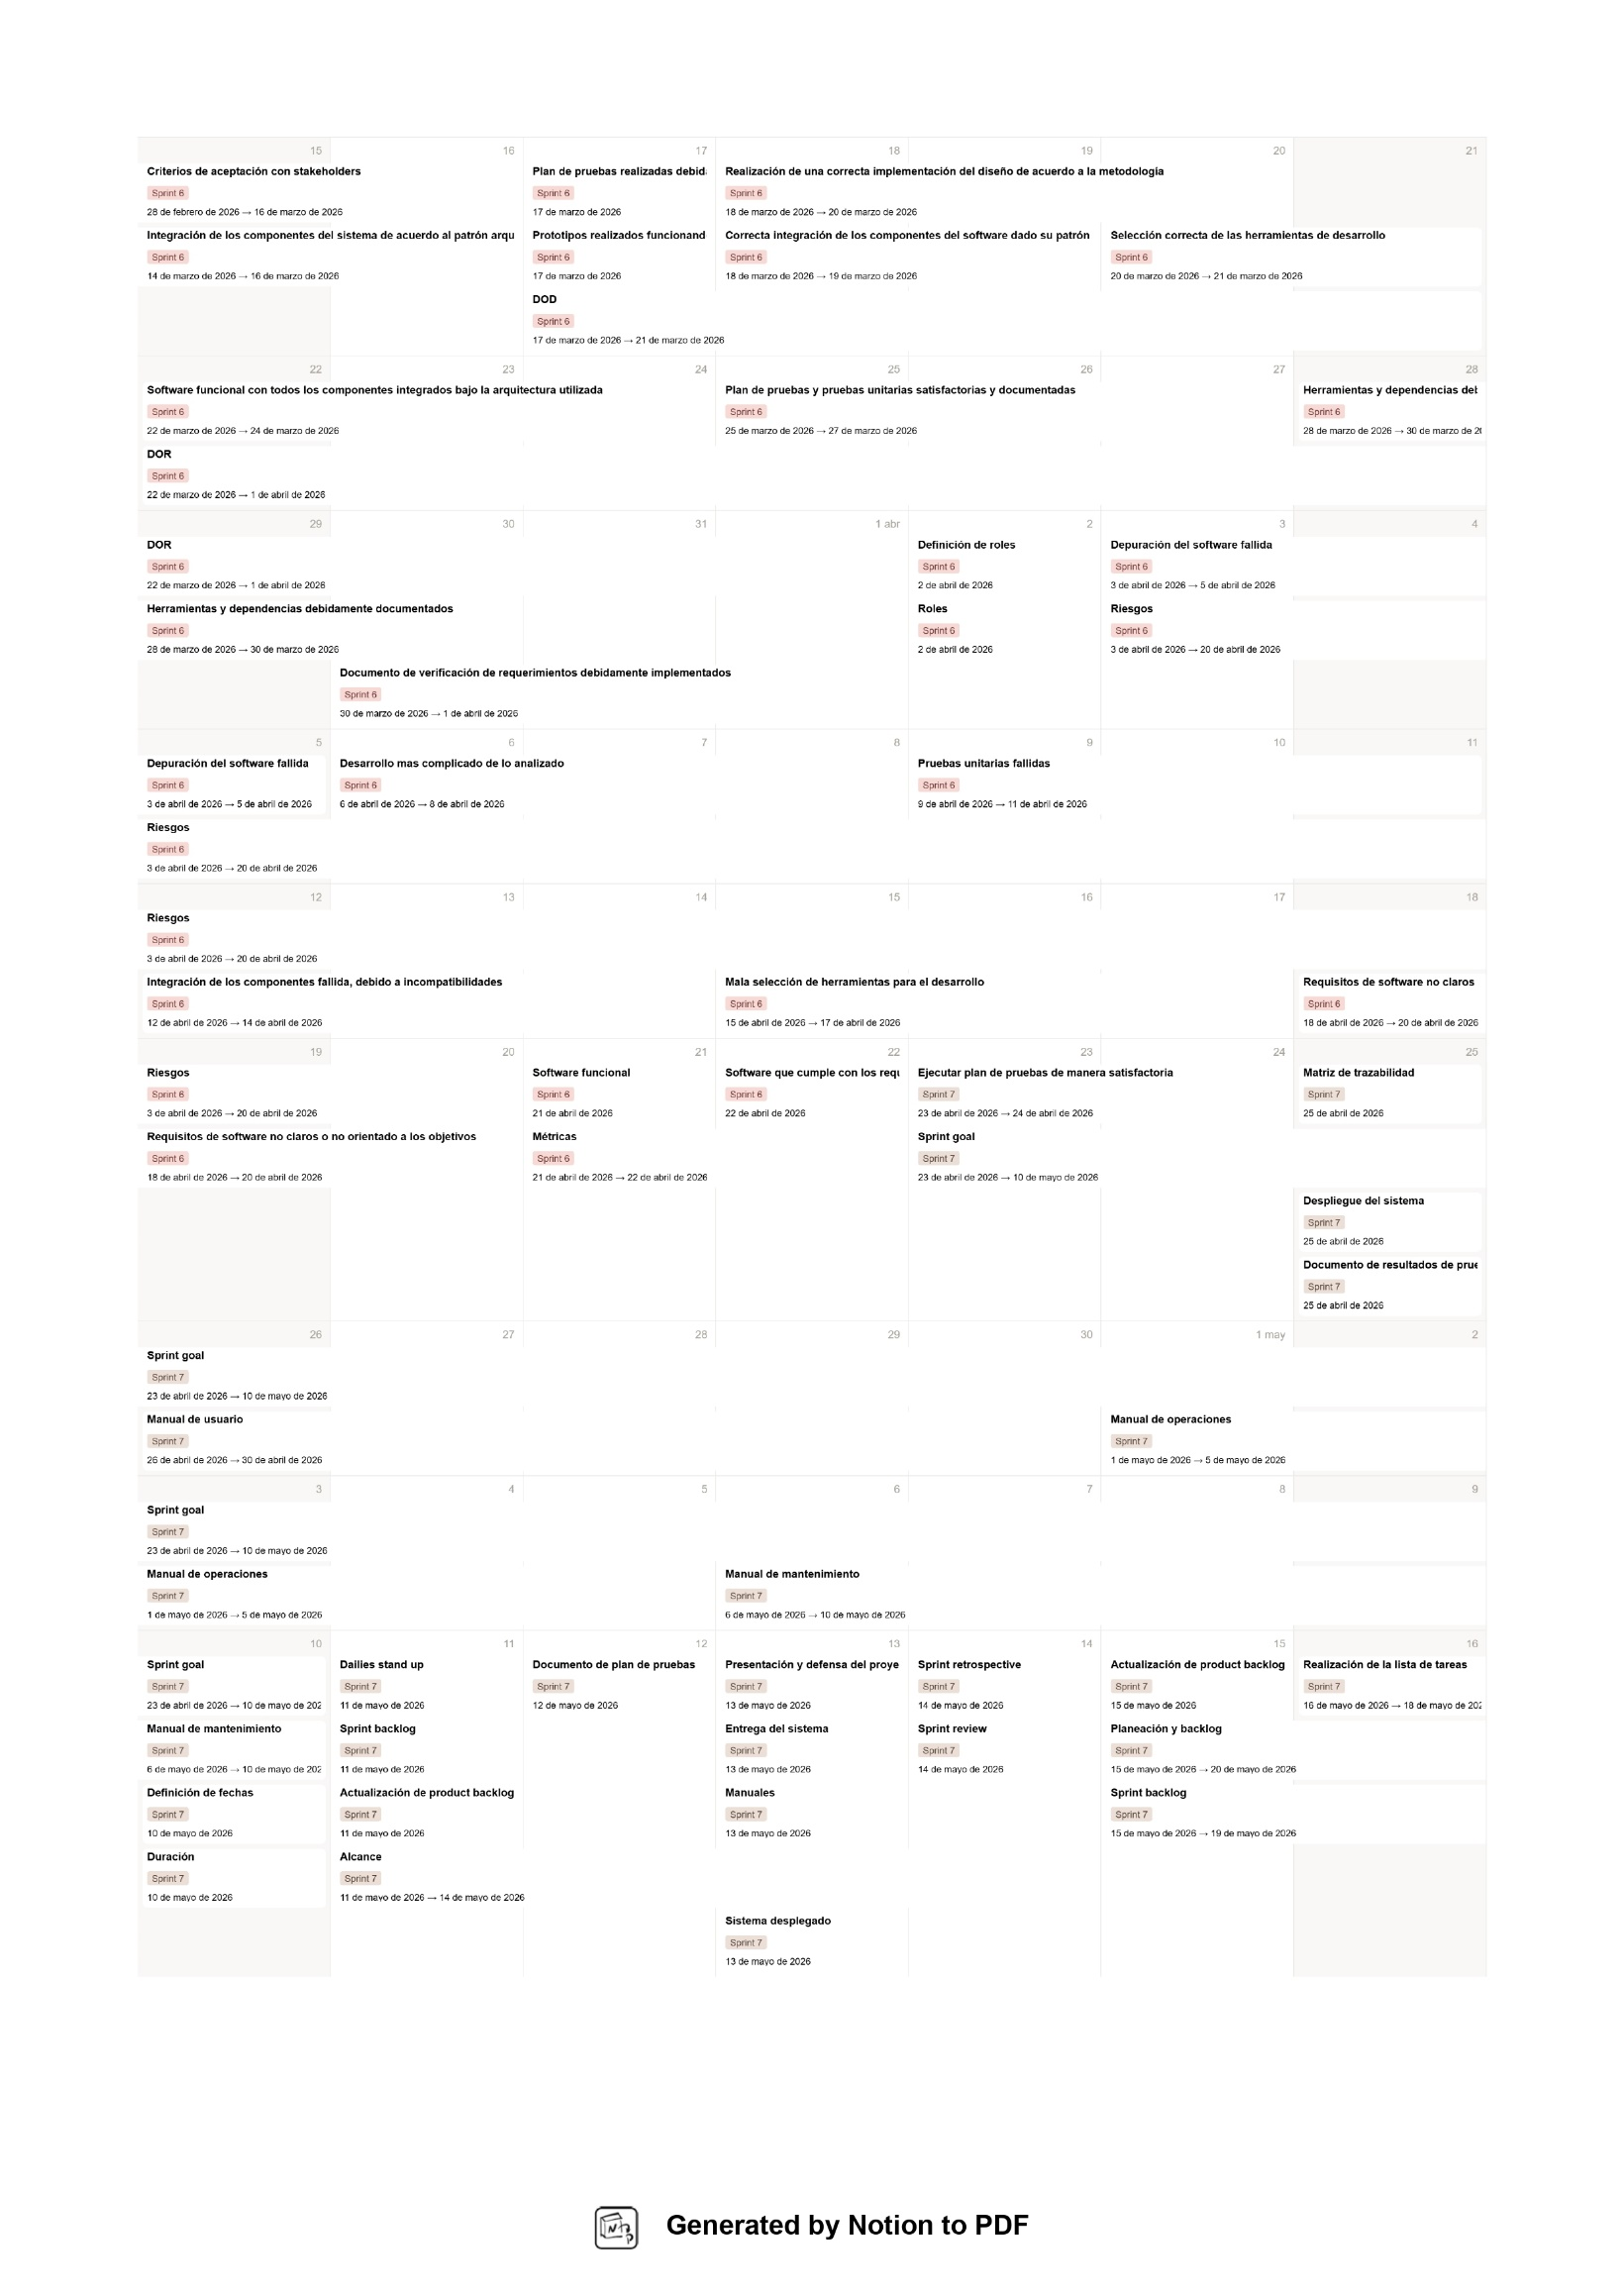 15 16 17 18 19 20 21
Criterios de aceptación con stakeholders
Sprint 6
28 de febrero de 2026 → 16 de marzo de 2026
Plan de pruebas realizadas debid
Sprint 6
17 de marzo de 2026
Realización de una correcta implementación del diseño de acuerdo a la metodología
Sprint 6
18 de marzo de 2026 → 20 de marzo de 2026
Integración de los componentes del sistema de acuerdo al patrón arqu
Sprint 6
14 de marzo de 2026 → 16 de marzo de 2026
Prototipos realizados funcionand
Sprint 6
17 de marzo de 2026
Correcta integración de los componentes del software dado su patrón
Sprint 6
18 de marzo de 2026 → 19 de marzo de 2026
Selección correcta de las herramientas de desarrollo
Sprint 6
20 de marzo de 2026 → 21 de marzo de 2026
DOD
Sprint 6
17 de marzo de 2026 → 21 de marzo de 2026
22 23 24 25 26 27 28
Software funcional con todos los componentes integrados bajo la arquitectura utilizada
Sprint 6
22 de marzo de 2026 → 24 de marzo de 2026
Plan de pruebas y pruebas unitarias satisfactorias y documentadas
Sprint 6
25 de marzo de 2026 → 27 de marzo de 2026
Herramientas y dependencias deb
Sprint 6
28 de marzo de 2026 → 30 de marzo de 20
DOR
Sprint 6
22 de marzo de 2026 → 1 de abril de 2026
29 30 31 1 abr 2 3 4
DOR
Sprint 6
22 de marzo de 2026 → 1 de abril de 2026
Definición de roles
Sprint 6
2 de abril de 2026
Depuración del software fallida
Sprint 6
3 de abril de 2026 → 5 de abril de 2026
Herramientas y dependencias debidamente documentados
Sprint 6
28 de marzo de 2026 → 30 de marzo de 2026
Roles
Sprint 6
2 de abril de 2026
Riesgos
Sprint 6
3 de abril de 2026 → 20 de abril de 2026
Documento de verificación de requerimientos debidamente implementados
Sprint 6
30 de marzo de 2026 → 1 de abril de 2026
5 6 7 8 9 10 11
Depuración del software fallida
Sprint 6
3 de abril de 2026 → 5 de abril de 2026
Desarrollo mas complicado de lo analizado
Sprint 6
6 de abril de 2026 → 8 de abril de 2026
Pruebas unitarias fallidas
Sprint 6
9 de abril de 2026 → 11 de abril de 2026
Riesgos
Sprint 6
3 de abril de 2026 → 20 de abril de 2026
12 13 14 15 16 17 18
Riesgos
Sprint 6
3 de abril de 2026 → 20 de abril de 2026
Integración de los componentes fallida, debido a incompatibilidades
Sprint 6
12 de abril de 2026 → 14 de abril de 2026
Mala selección de herramientas para el desarrollo
Sprint 6
15 de abril de 2026 → 17 de abril de 2026
Requisitos de software no claros
Sprint 6
18 de abril de 2026 → 20 de abril de 2026
19 20 21 22 23 24 25
Riesgos
Sprint 6
3 de abril de 2026 → 20 de abril de 2026
Software funcional
Sprint 6
21 de abril de 2026
Software que cumple con los requ
Sprint 6
22 de abril de 2026
Ejecutar plan de pruebas de manera satisfactoria
Sprint 7
23 de abril de 2026 → 24 de abril de 2026
Matriz de trazabilidad
Sprint 7
25 de abril de 2026
Requisitos de software no claros o no orientado a los objetivos
Sprint 6
18 de abril de 2026 → 20 de abril de 2026
Métricas
Sprint 6
21 de abril de 2026 → 22 de abril de 2026
Sprint goal
Sprint 7
23 de abril de 2026 → 10 de mayo de 2026
Despliegue del sistema
Sprint 7
25 de abril de 2026
Documento de resultados de prue
Sprint 7
25 de abril de 2026
26 27 28 29 30 1 may 2
Sprint goal
Sprint 7
23 de abril de 2026 → 10 de mayo de 2026
Manual de usuario
Sprint 7
26 de abril de 2026 → 30 de abril de 2026
Manual de operaciones
Sprint 7
1 de mayo de 2026 → 5 de mayo de 2026
3 4 5 6 7 8 9
Sprint goal
Sprint 7
23 de abril de 2026 → 10 de mayo de 2026
Manual de operaciones
Sprint 7
1 de mayo de 2026 → 5 de mayo de 2026
Manual de mantenimiento
Sprint 7
6 de mayo de 2026 → 10 de mayo de 2026
10 11 12 13 14 15 16
Sprint goal
Sprint 7
23 de abril de 2026 → 10 de mayo de 202
Dailies stand up
Sprint 7
11 de mayo de 2026
Documento de plan de pruebas
Sprint 7
12 de mayo de 2026
Presentación y defensa del proye
Sprint 7
13 de mayo de 2026
Sprint retrospective
Sprint 7
14 de mayo de 2026
Actualización de product backlog
Sprint 7
15 de mayo de 2026
Realización de la lista de tareas
Sprint 7
16 de mayo de 2026 → 18 de mayo de 202
Manual de mantenimiento
Sprint 7
6 de mayo de 2026 → 10 de mayo de 202
Sprint backlog
Sprint 7
11 de mayo de 2026
Entrega del sistema
Sprint 7
13 de mayo de 2026
Sprint review
Sprint 7
14 de mayo de 2026
Planeación y backlog
Sprint 7
15 de mayo de 2026 → 20 de mayo de 2026
Definición de fechas
Sprint 7
10 de mayo de 2026
Actualización de product backlog
Sprint 7
11 de mayo de 2026
Manuales
Sprint 7
13 de mayo de 2026
Sprint backlog
Sprint 7
15 de mayo de 2026 → 19 de mayo de 2026
Duración
Sprint 7
10 de mayo de 2026
Alcance
Sprint 7
11 de mayo de 2026 → 14 de mayo de 2026
Sistema desplegado
Sprint 7
13 de mayo de 2026
Generated by Notion to PDF